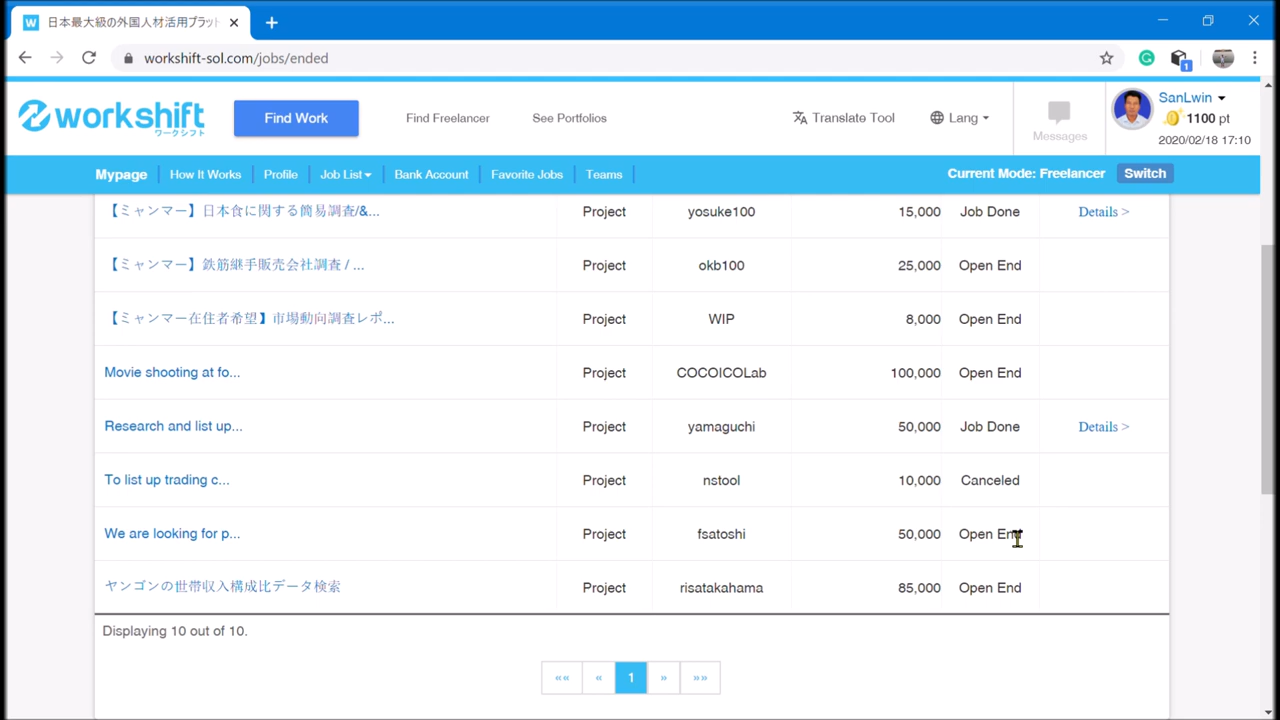 日本最大級の外国人材活用プラット
workshift-sol.com/jobs/ended
1
workshift
ワークシフト
Find Work
Find Freelancer
See Portfolios
Translate Tool
Lang
Messages
SanLwin
1100 pt
2020/02/18 17:10
Mypage How It Works Profile Job List Bank Account Favorite Jobs Teams Current Mode: Freelancer Switch
【ミャンマー】日本食に関する簡易調査/&... Project yosuke100 15,000 Job Done Details >
【ミャンマー】鉄筋継手販売会社調査 / ... Project okb100 25,000 Open End
【ミャンマー在住者希望】市場動向調査レポ... Project WIP 8,000 Open End
Movie shooting at fo... Project COCOICOLab 100,000 Open End
Research and list up... Project yamaguchi 50,000 Job Done Details >
To list up trading c... Project nstool 10,000 Canceled
We are looking for p... Project fsatoshi 50,000 Open End
ヤンゴンの世帯収入構成比データ検索 Project risatakahama 85,000 Open End
Displaying 10 out of 10.
«« « 1 » »»